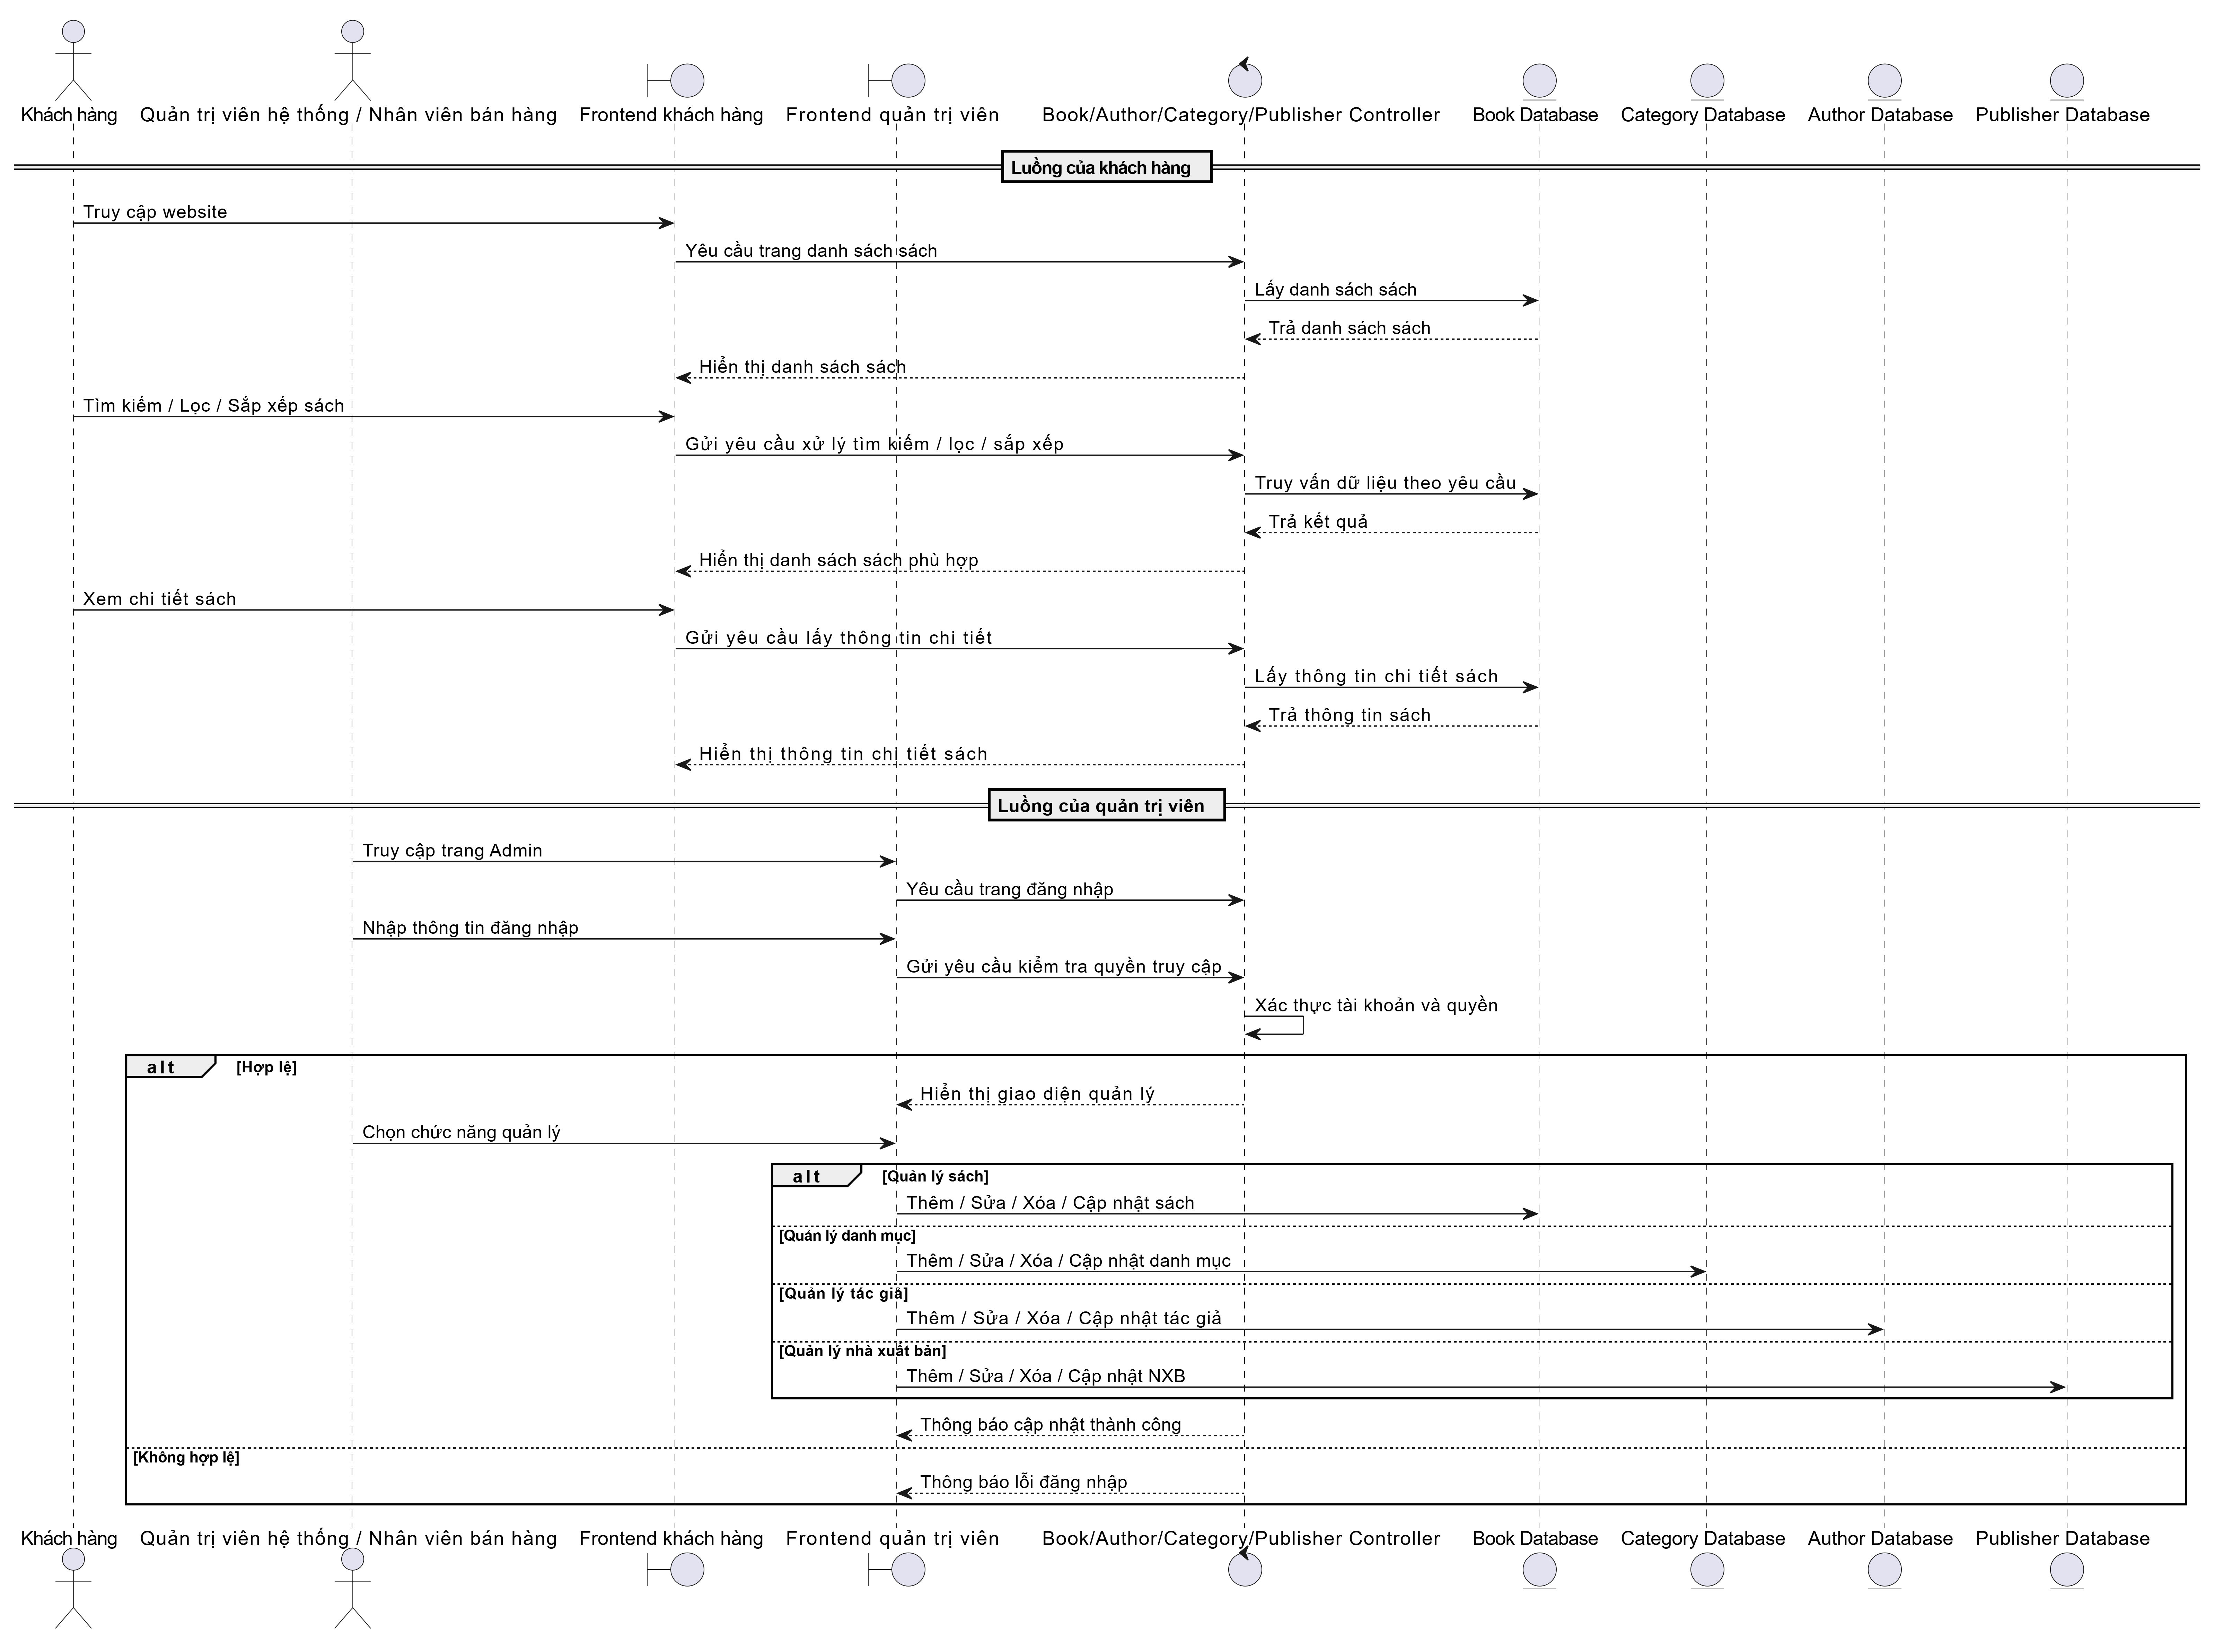 Khách hàng
Quản trị viên hệ thống / Nhân viên bán hàng
Frontend khách hàng
Frontend quản trị viên
Book/Author/Category/Publisher Controller
Book Database
Category Database
Author Database
Publisher Database
Luồng của khách hàng
Truy cập website
Yêu cầu trang danh sách sách
Lấy danh sách sách
Trả danh sách sách
Hiển thị danh sách sách
Tìm kiếm / Lọc / Sắp xếp sách
Gửi yêu cầu xử lý tìm kiếm / lọc / sắp xếp
Truy vấn dữ liệu theo yêu cầu
Trả kết quả
Hiển thị danh sách sách phù hợp
Xem chi tiết sách
Gửi yêu cầu lấy thông tin chi tiết
Lấy thông tin chi tiết sách
Trả thông tin sách
Hiển thị thông tin chi tiết sách
Luồng của quản trị viên
Truy cập trang Admin
Yêu cầu trang đăng nhập
Nhập thông tin đăng nhập
Gửi yêu cầu kiểm tra quyền truy cập
Xác thực tài khoản và quyền
alt [Hợp lệ]
Hiển thị giao diện quản lý
Chọn chức năng quản lý
alt [Quản lý sách]
Thêm / Sửa / Xóa / Cập nhật sách
[Quản lý danh mục]
Thêm / Sửa / Xóa / Cập nhật danh mục
[Quản lý tác giả]
Thêm / Sửa / Xóa / Cập nhật tác giả
[Quản lý nhà xuất bản]
Thêm / Sửa / Xóa / Cập nhật NXB
Thông báo cập nhật thành công
[Không hợp lệ]
Thông báo lỗi đăng nhập
Khách hàng
Quản trị viên hệ thống / Nhân viên bán hàng
Frontend khách hàng
Frontend quản trị viên
Book/Author/Category/Publisher Controller
Book Database
Category Database
Author Database
Publisher Database